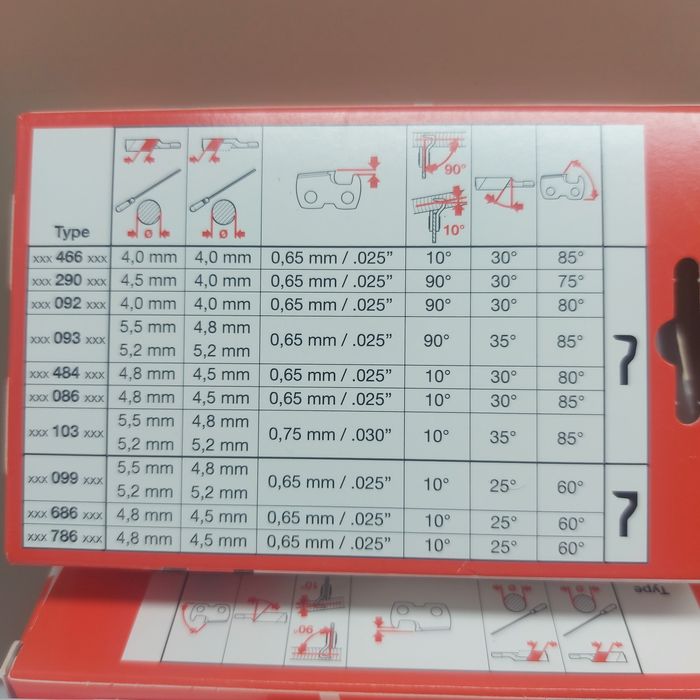 90°
10°
Type
ø ø
xxx 466 xxx 4,0 mm 4,0 mm 0,65 mm / .025” 10° 30° 85°
xxx 290 xxx 4,5 mm 4,0 mm 0,65 mm / .025” 90° 30° 75°
xxx 092 xxx 4,0 mm 4,0 mm 0,65 mm / .025” 90° 30° 80°
xxx 093 xxx 5,5 mm 4,8 mm 0,65 mm / .025” 90° 35° 85°
5,2 mm 5,2 mm
xxx 484 xxx 4,8 mm 4,5 mm 0,65 mm / .025” 10° 30° 80°
xxx 086 xxx 4,8 mm 4,5 mm 0,65 mm / .025” 10° 30° 85°
xxx 103 xxx 5,5 mm 4,8 mm 0,75 mm / .030” 10° 35° 85°
5,2 mm 5,2 mm
xxx 099 xxx 5,5 mm 4,8 mm 0,65 mm / .025” 10° 25° 60°
5,2 mm 5,2 mm
xxx 686 xxx 4,8 mm 4,5 mm 0,65 mm / .025” 10° 25° 60°
xxx 786 xxx 4,8 mm 4,5 mm 0,65 mm / .025” 10° 25° 60°
10°
90°
ø ø
Type